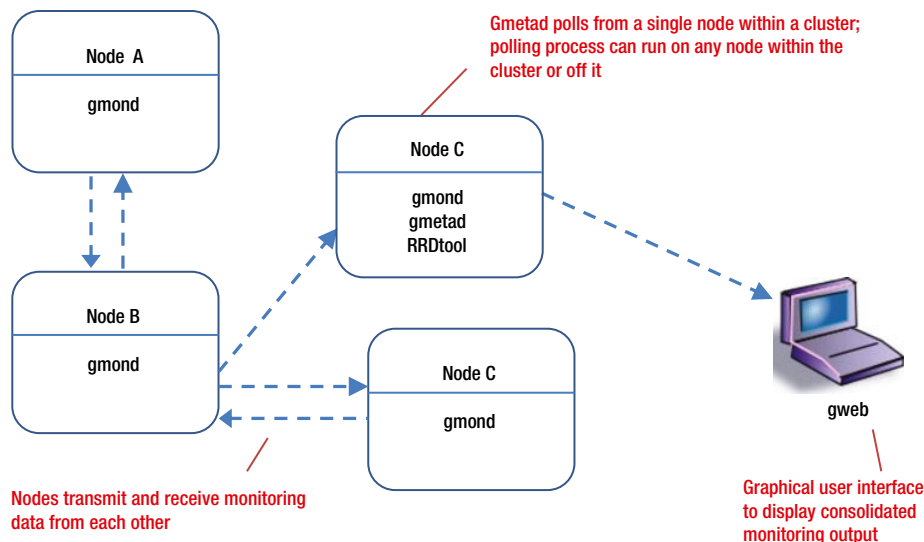 Gmetad polls from a single node within a cluster;
polling process can run on any node within the
cluster or off it
Node A
gmond
Node C
gmond
gmetad
RRDtool
Node B
gmond
Node C
gmond
gweb
Nodes transmit and receive monitoring
data from each other
Graphical user interface
to display consolidated
monitoring output